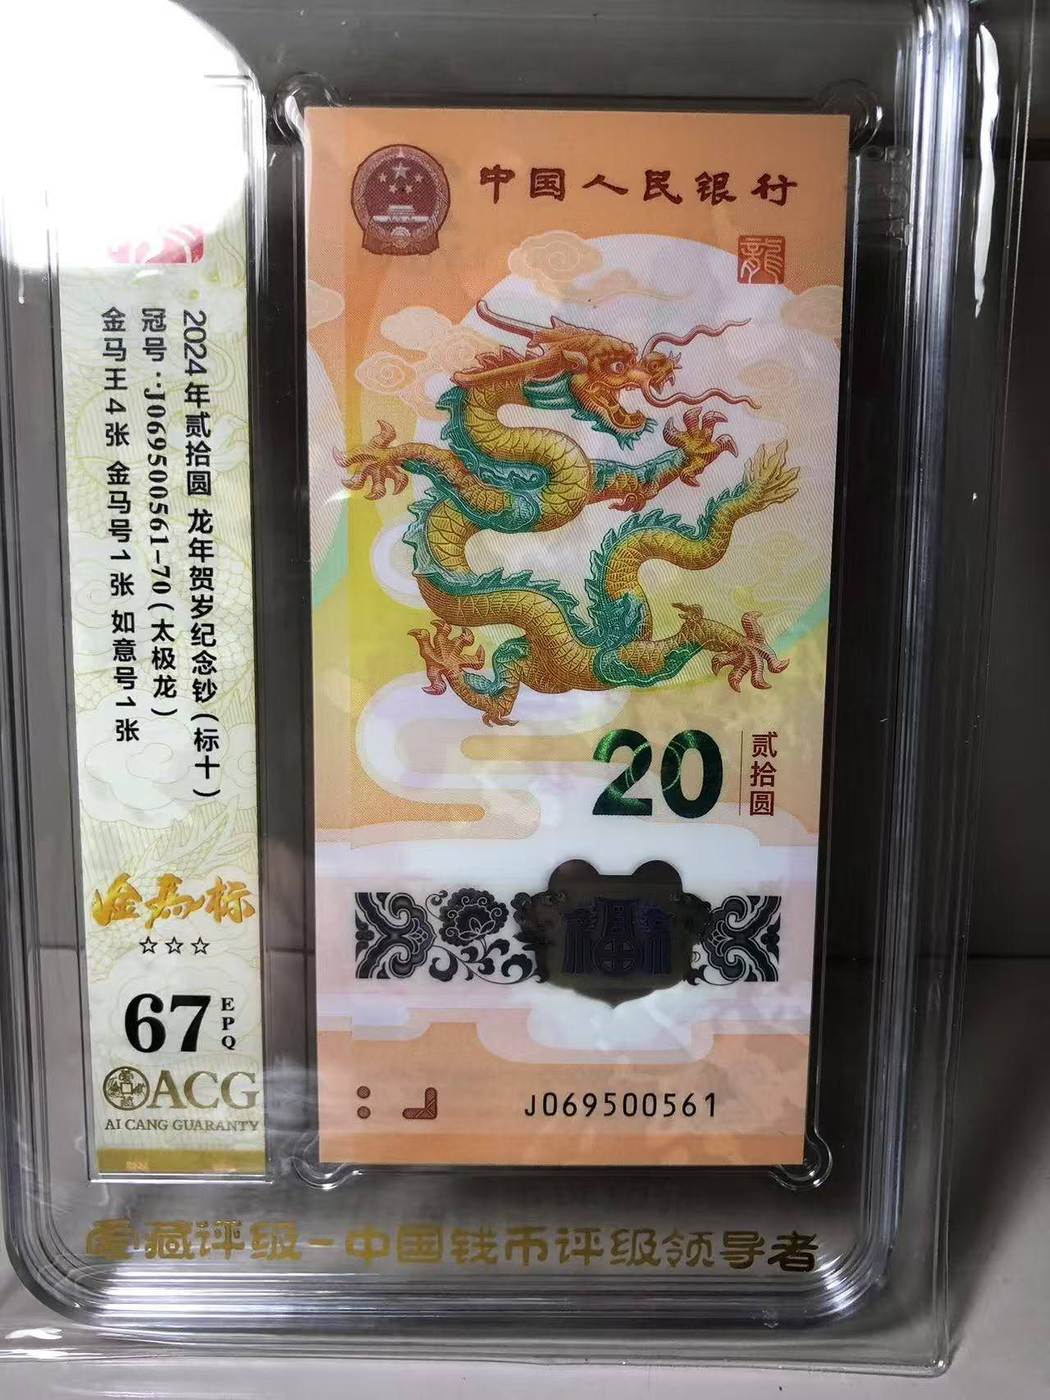 中国人民银行
龍
20
贰拾圆
福
J069500561
2024年贰拾圆 龙年贺岁纪念钞(标十)
冠号·J069500561-70(太极龙)
金马王4张 金马号1张 如意号1张
金马标
☆☆☆
67
EPQ
ACG
AI CANG GUARANTY
爱藏评级-中国钱币评级领导者